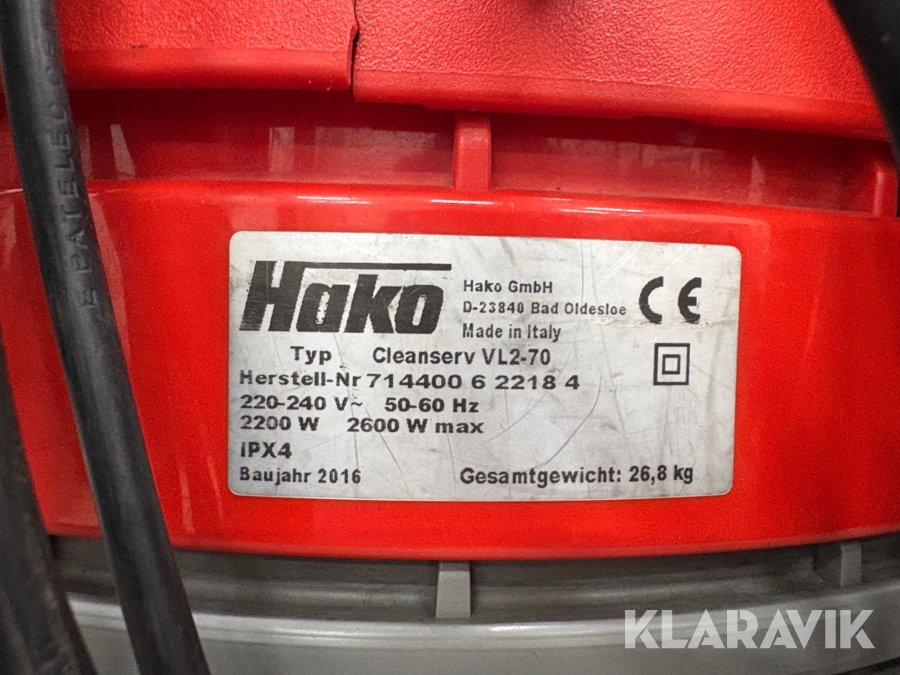 Hako
Hako GmbH
D-23840 Bad Oldesloe
Made in Italy
CE
Typ Cleanserv VL2-70
Herstell-Nr 714400 6 2218 4
220-240 V~ 50-60 Hz
2200 W 2600 W max
IPX4
Baujahr 2016 Gesamtgewicht: 26,8 kg
KLARAVIK